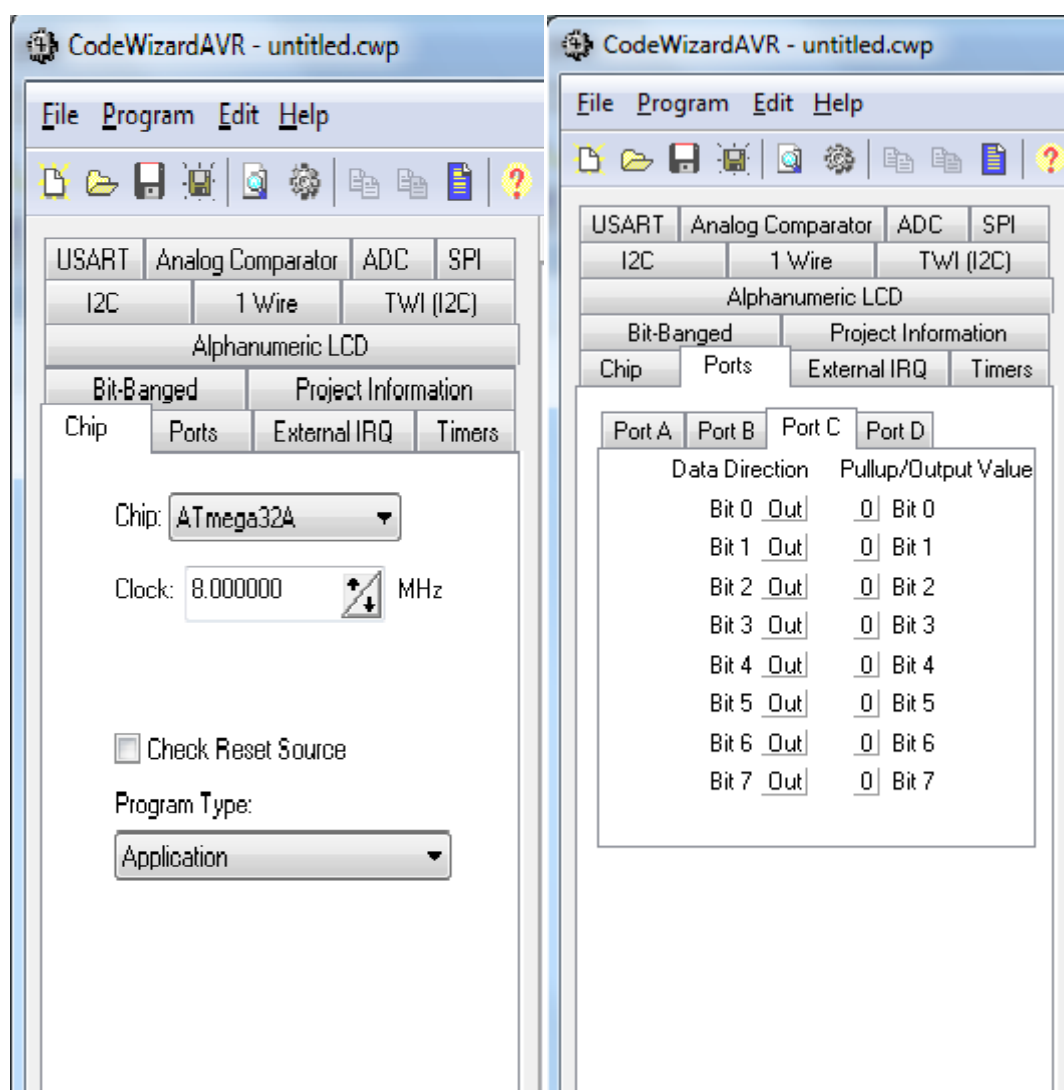 CodeWizardAVR - untitled.cwp
File Program Edit Help
USART Analog Comparator ADC SPI
I2C 1 Wire TWI (I2C)
Alphanumeric LCD
Bit-Banged Project Information
Chip Ports External IRQ Timers
Chip: ATmega32A
Clock: 8.000000 MHz
Check Reset Source
Program Type:
Application
CodeWizardAVR - untitled.cwp
File Program Edit Help
USART Analog Comparator ADC SPI
I2C 1 Wire TWI (I2C)
Alphanumeric LCD
Bit-Banged Project Information
Chip Ports External IRQ Timers
Port A Port B Port C Port D
Data Direction Pullup/Output Value
Bit 0 Out 0 Bit 0
Bit 1 Out 0 Bit 1
Bit 2 Out 0 Bit 2
Bit 3 Out 0 Bit 3
Bit 4 Out 0 Bit 4
Bit 5 Out 0 Bit 5
Bit 6 Out 0 Bit 6
Bit 7 Out 0 Bit 7